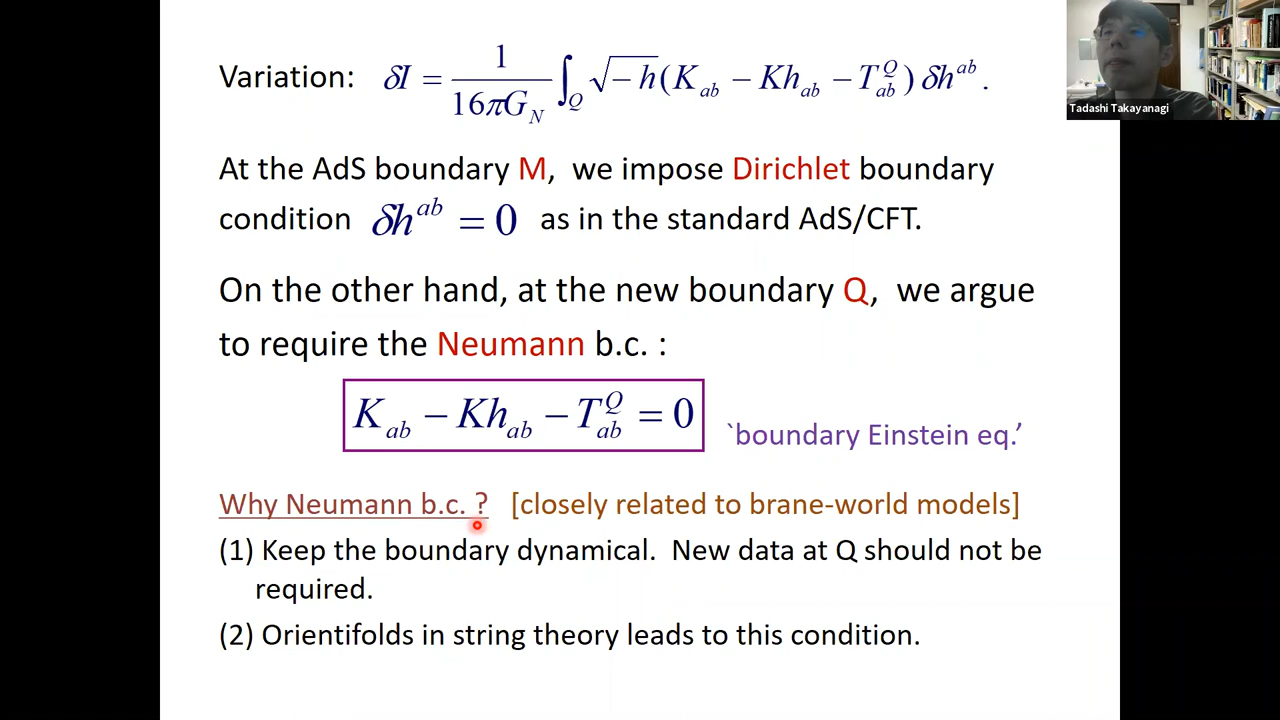 Variation: δI = 1/(16πG_N) ∫_Q √−h (K_ab − Kh_ab − T^Q_ab) δh^ab .
Tadashi Takayanagi
At the AdS boundary M, we impose Dirichlet boundary
condition δh^ab = 0 as in the standard AdS/CFT.
On the other hand, at the new boundary Q, we argue
to require the Neumann b.c. :
K_ab − Kh_ab − T^Q_ab = 0 `boundary Einstein eq.’
Why Neumann b.c. ? [closely related to brane-world models]
(1) Keep the boundary dynamical. New data at Q should not be
required.
(2) Orientifolds in string theory leads to this condition.